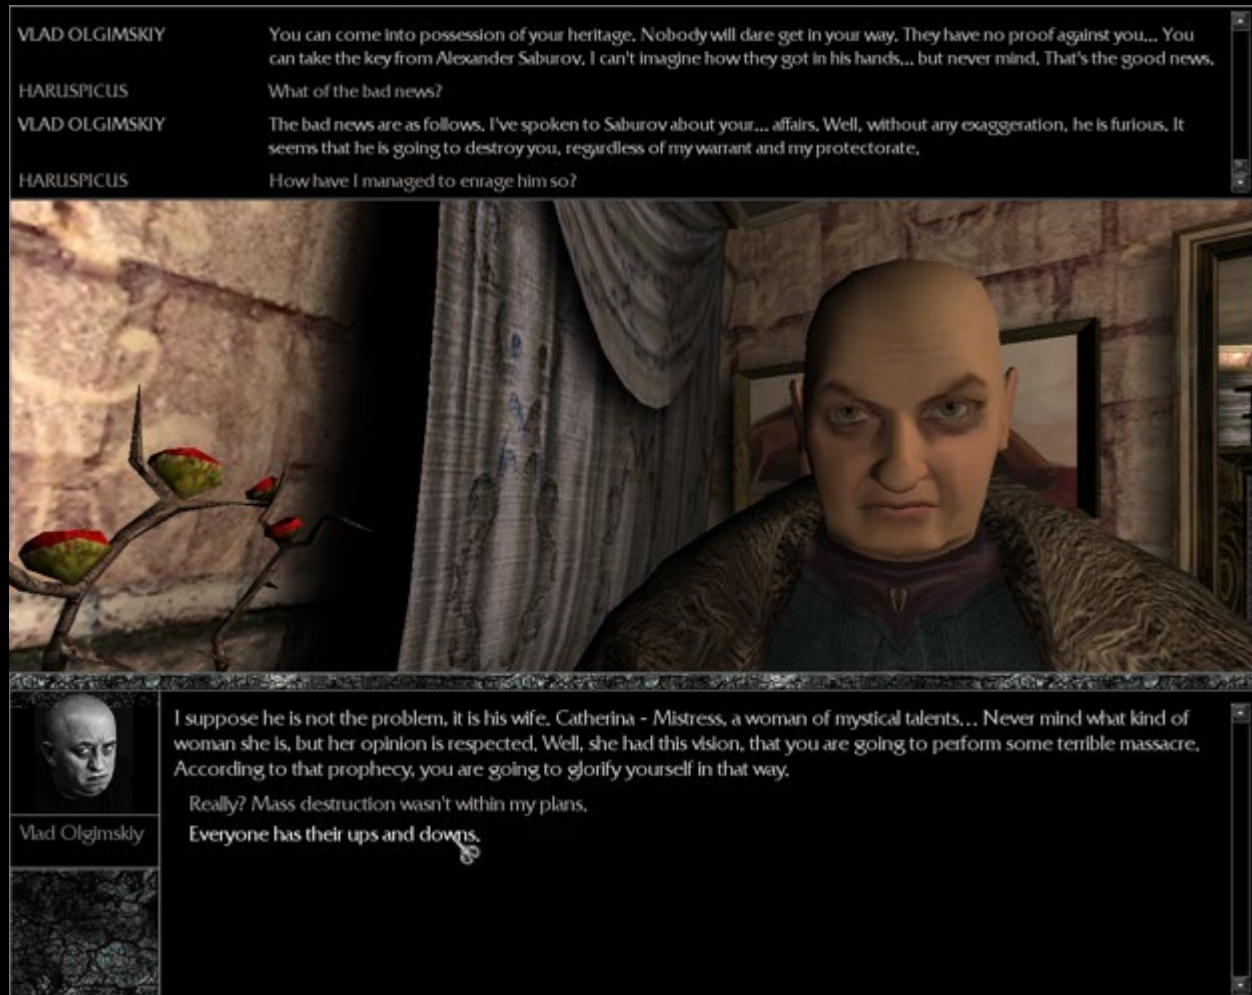 VLAD OLGIMSKIY You can come into possession of your heritage. Nobody will dare get in your way. They have no proof against you... You
can take the key from Alexander Saburov. I can't imagine how they got in his hands... but never mind. That's the good news.
HARUSPICUS What of the bad news?
VLAD OLGIMSKIY The bad news are as follows. I've spoken to Saburov about your... affairs. Well, without any exaggeration, he is furious. It
seems that he is going to destroy you, regardless of my warrant and my protectorate.
HARUSPICUS How have I managed to enrage him so?
I suppose he is not the problem, it is his wife. Catherina - Mistress, a woman of mystical talents... Never mind what kind of
woman she is, but her opinion is respected. Well, she had this vision, that you are going to perform some terrible massacre.
According to that prophecy, you are going to glorify yourself in that way.
Really? Mass destruction wasn't within my plans.
Vlad Olgimskiy
Everyone has their ups and downs.